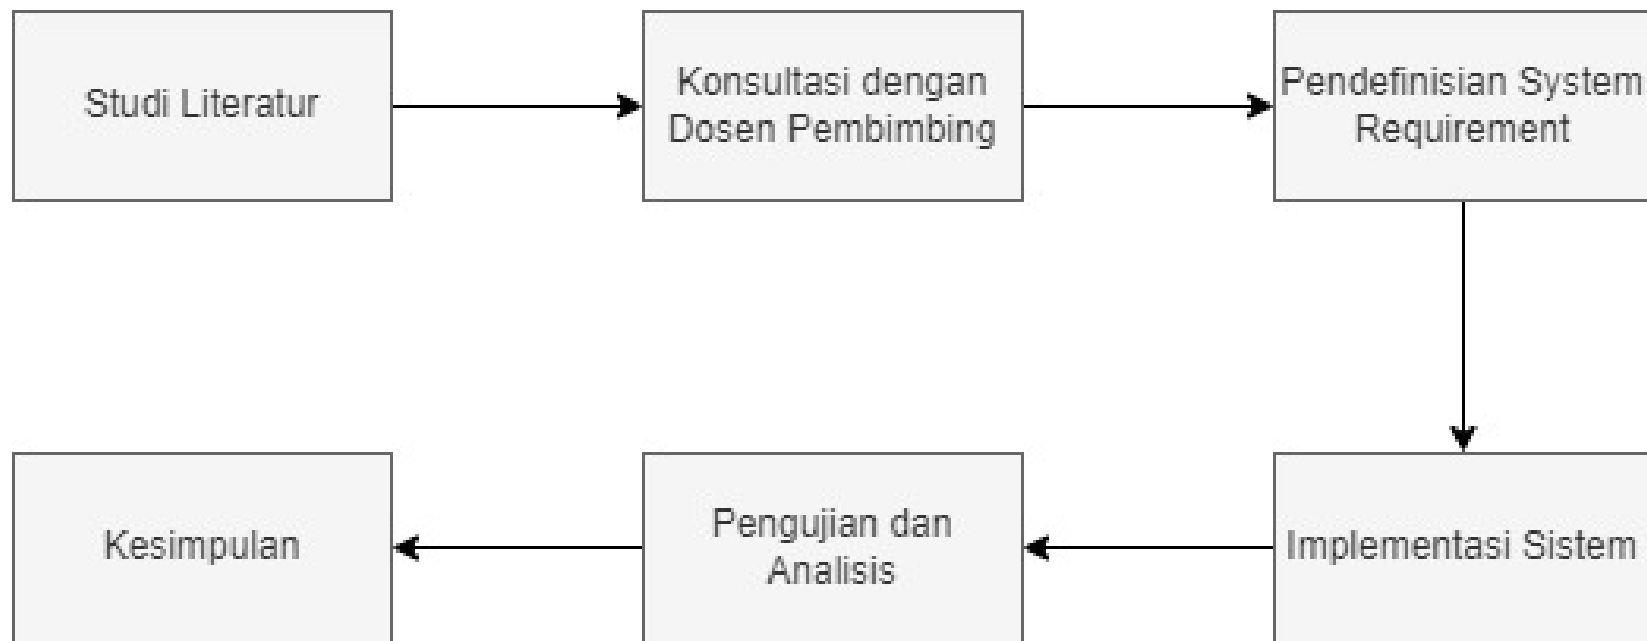 Studi Literatur
Konsultasi dengan
Dosen Pembimbing
Pendefinisian System
Requirement
Implementasi Sistem
Pengujian dan
Analisis
Kesimpulan